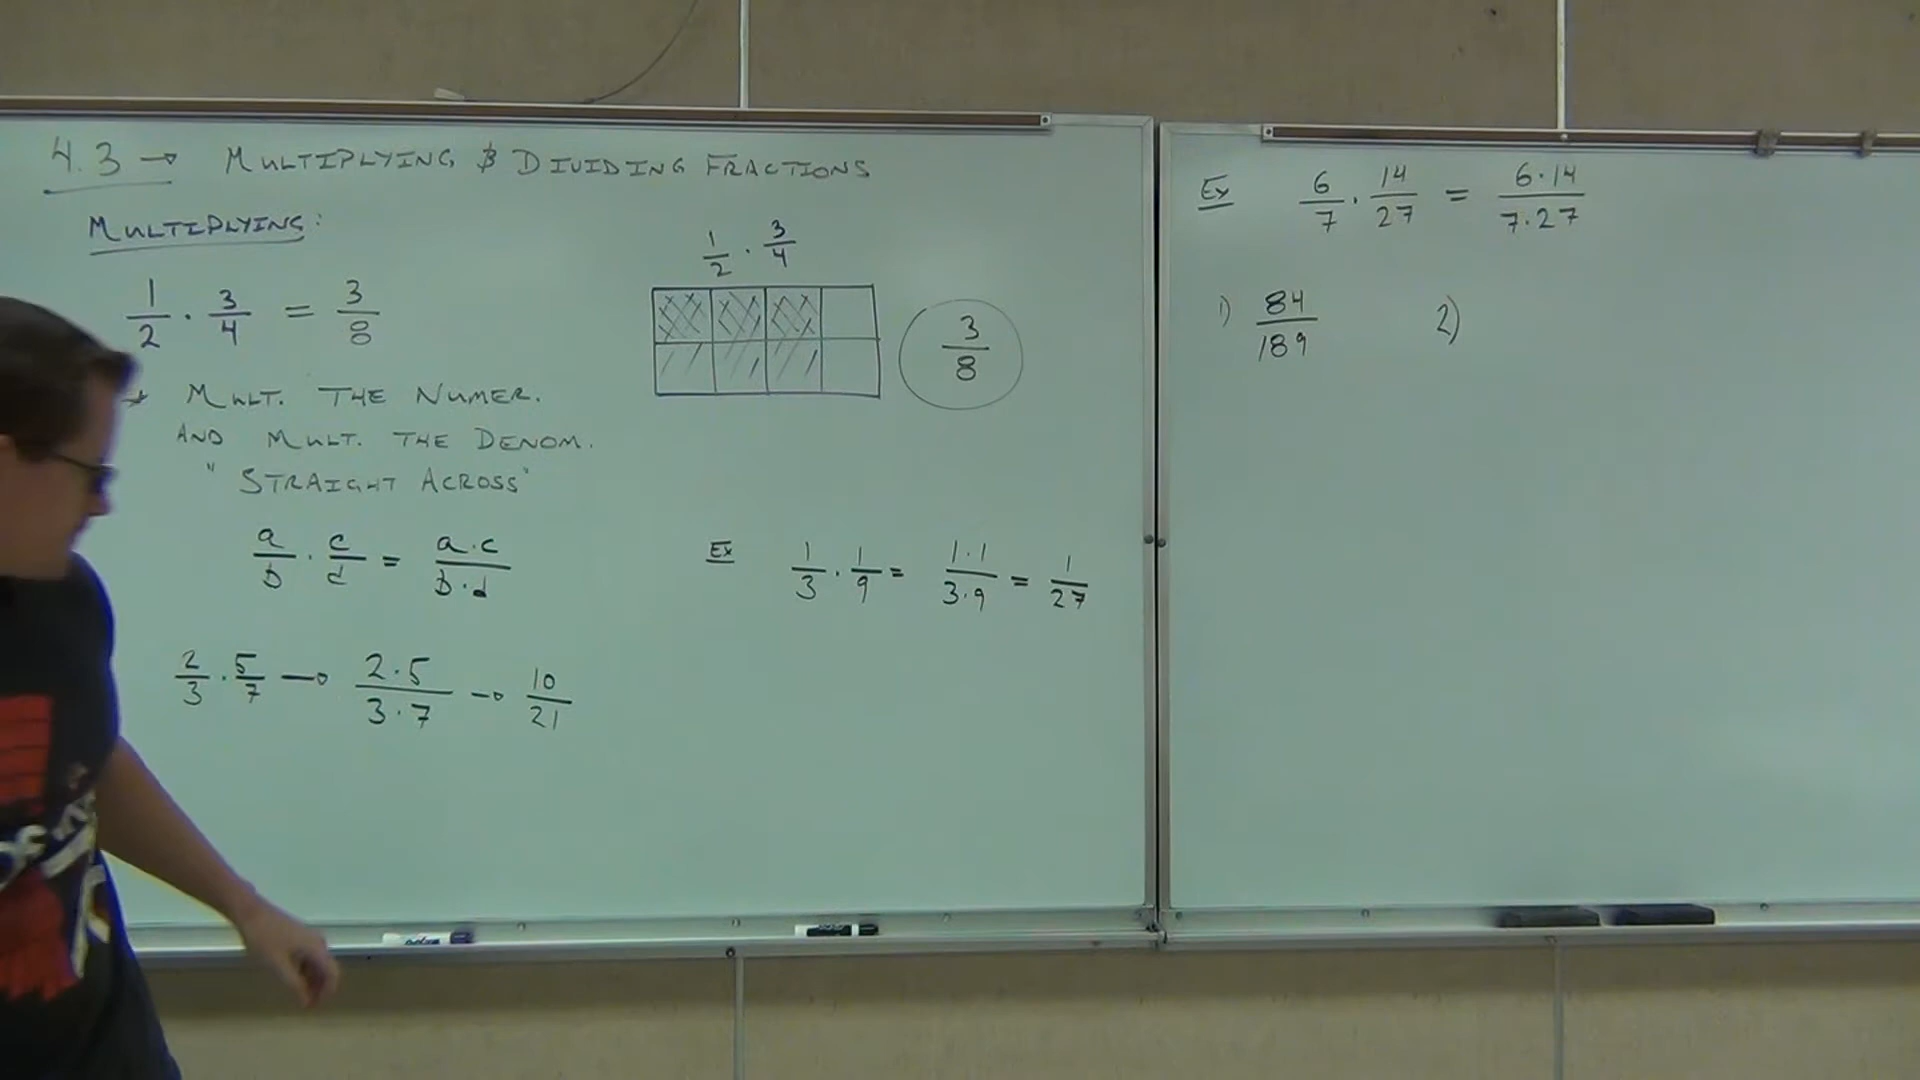 4.3 → MULTIPLYING & DIVIDING FRACTIONS
MULTIPLYING:
1/2 · 3/4 = 3/8
MULT. THE NUMER.
AND MULT. THE DENOM.
"STRAIGHT ACROSS"
a/b · c/d = a·c/b·d
2/3 · 5/7 → 2·5/3·7 → 10/21
1/2 · 3/4
3/8
Ex 1/3 · 1/9 = 1·1/3·9 = 1/27
Ex 6/7 · 14/27 = 6·14/7·27
1) 84/189 2)